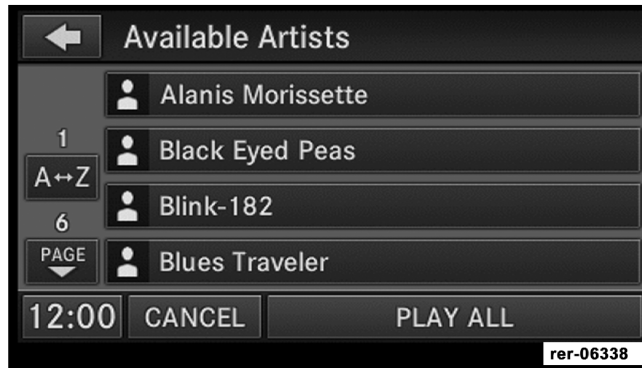 Available Artists
Alanis Morissette
1
Black Eyed Peas
A↔Z
Blink-182
6
PAGE
Blues Traveler
12:00 CANCEL PLAY ALL
rer-06338